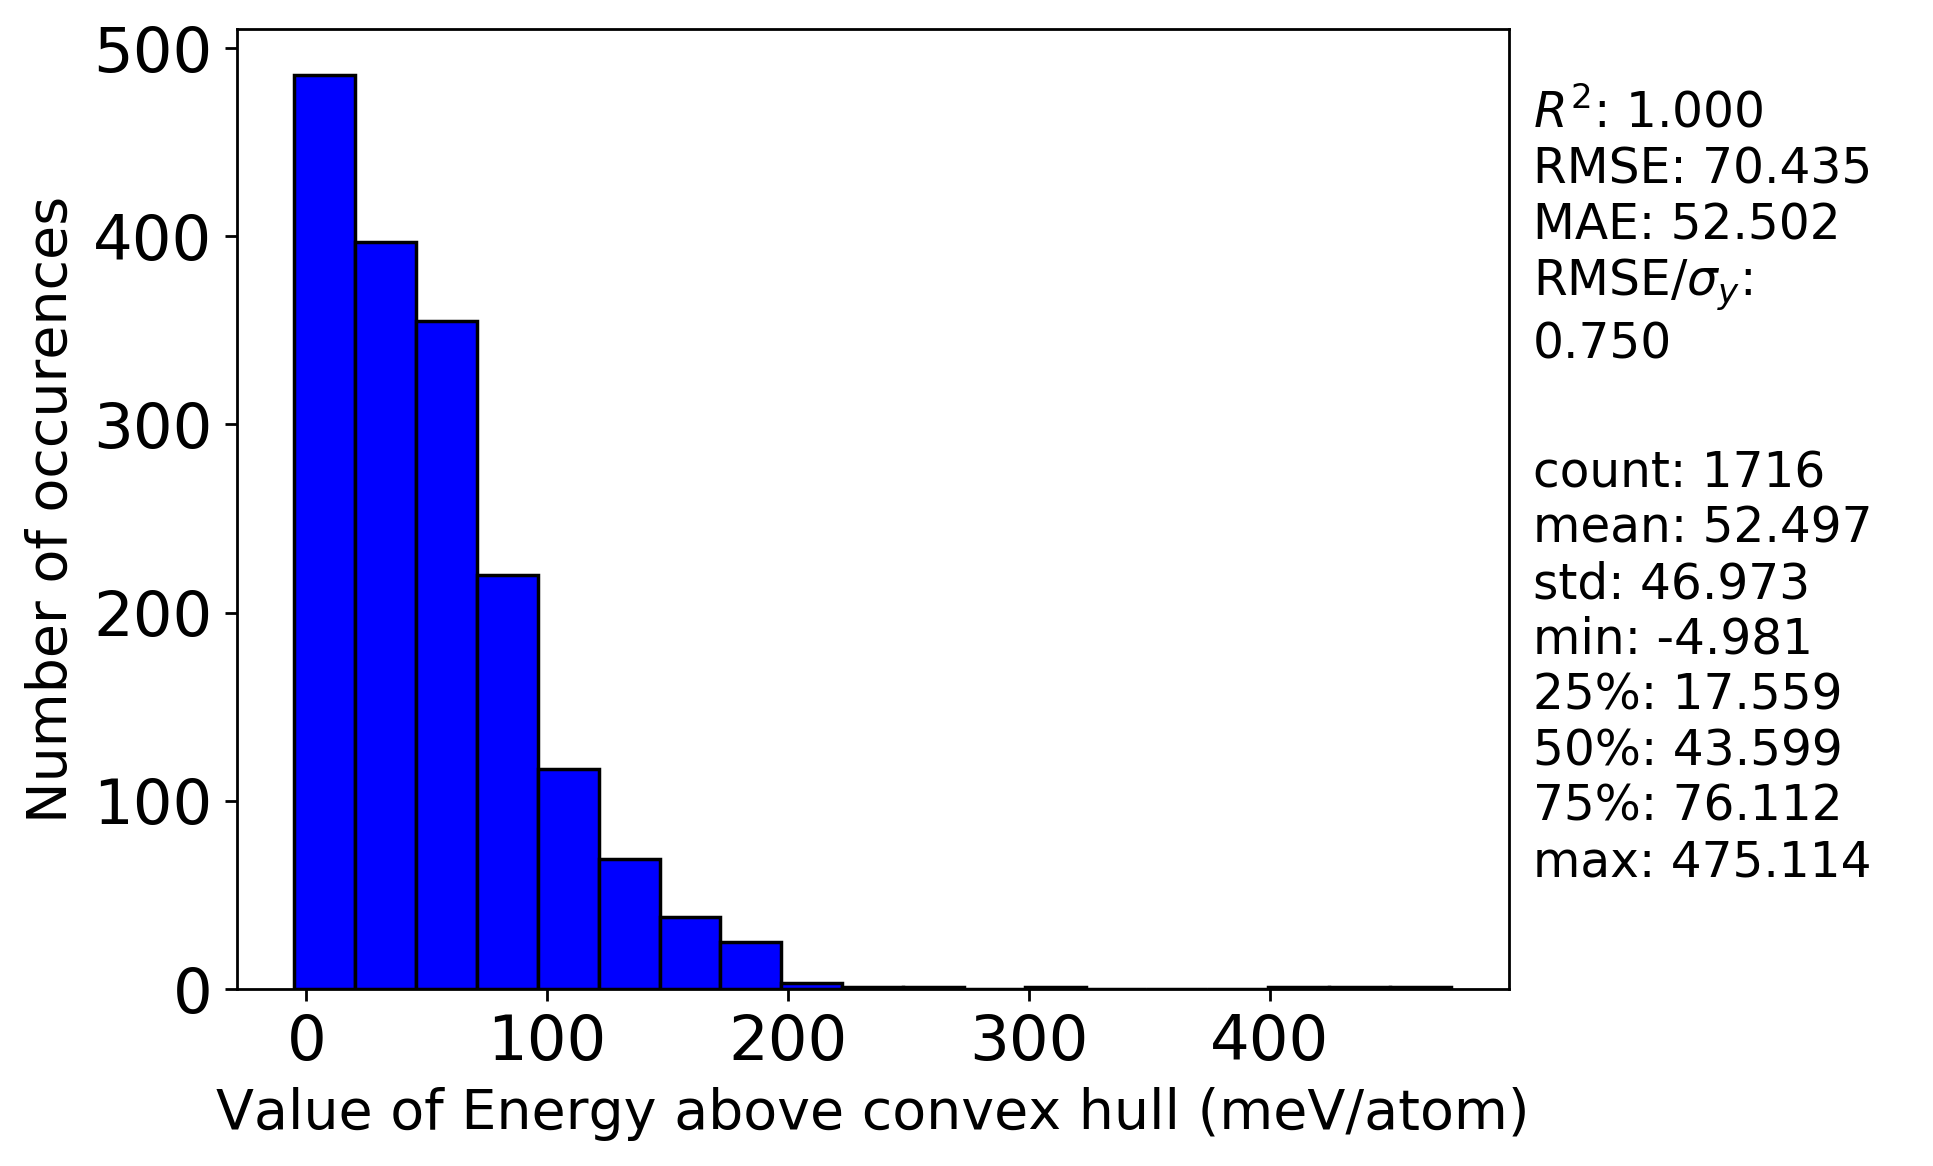 500
400
300
200
100
0
Number of occurences
0 100 200 300 400
Value of Energy above convex hull (meV/atom)
R²: 1.000
RMSE: 70.435
MAE: 52.502
RMSE/σy:
0.750
count: 1716
mean: 52.497
std: 46.973
min: -4.981
25%: 17.559
50%: 43.599
75%: 76.112
max: 475.114